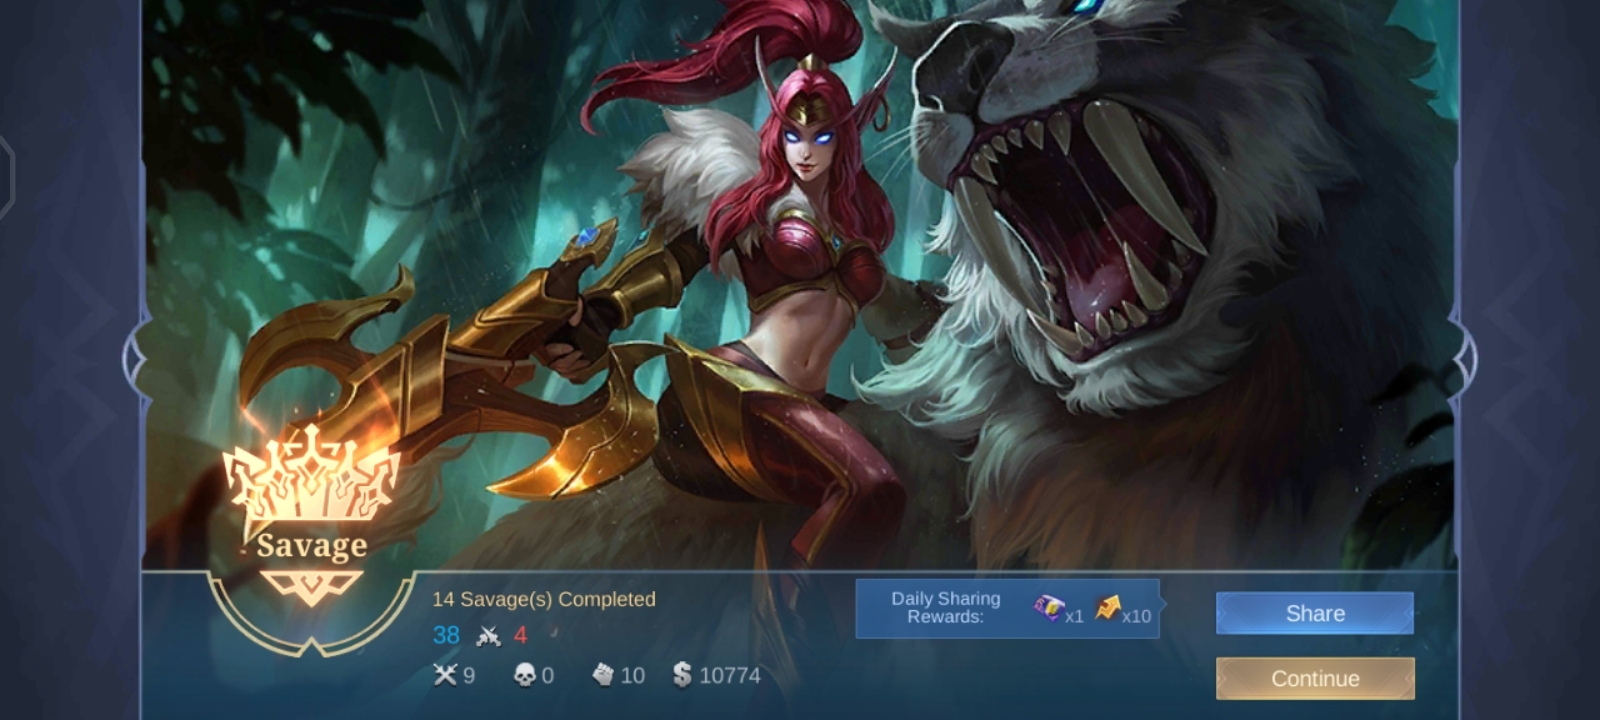 Savage
14 Savage(s) Completed
38 4
9 0 10 $ 10774
Daily Sharing
Rewards:
x1 x10
Share
Continue